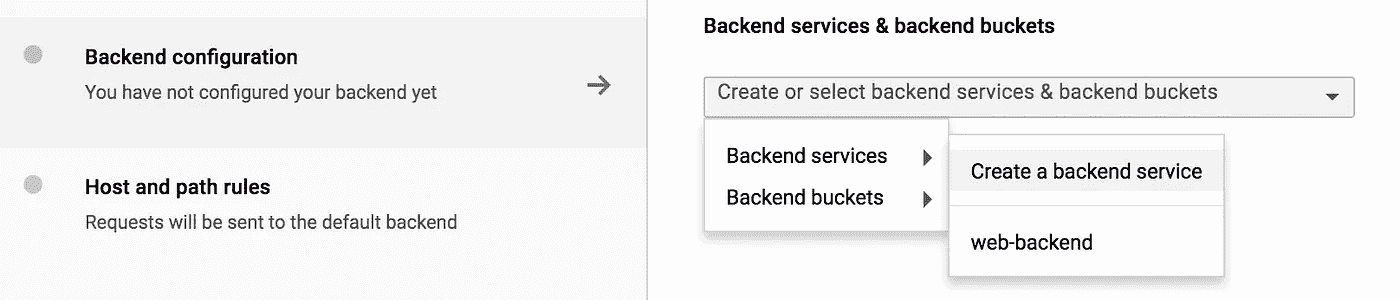 Backend configuration
You have not configured your backend yet
Host and path rules
Requests will be sent to the default backend
Backend services & backend buckets
Create or select backend services & backend buckets
Backend services
Backend buckets
Create a backend service
web-backend